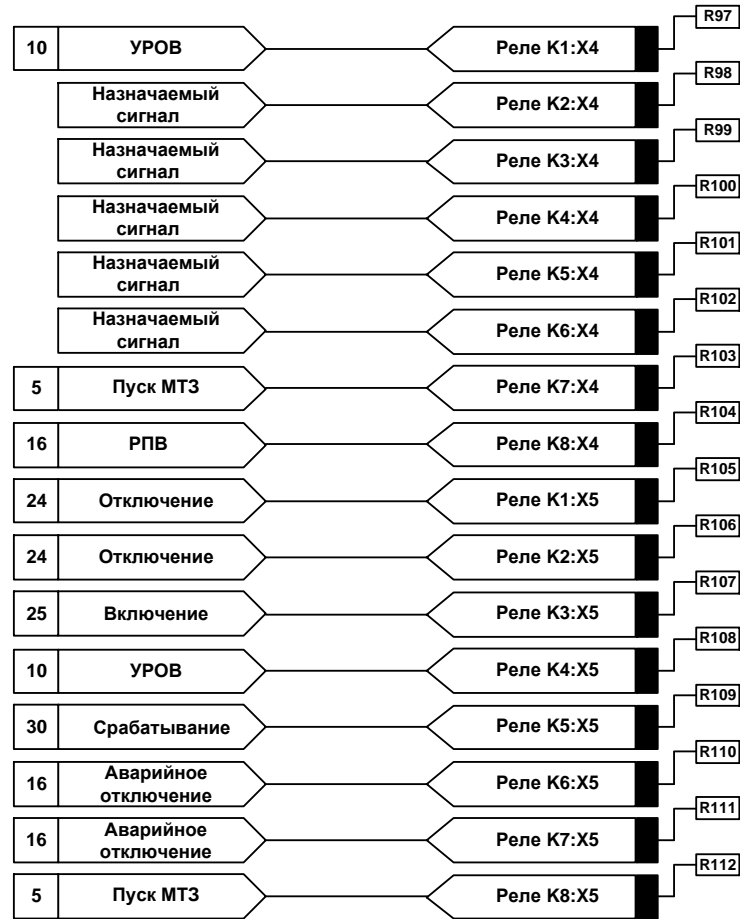 R97
10 УРОВ Реле K1:X4
R98
Назначаемый
сигнал
Реле K2:X4
R99
Назначаемый
сигнал
Реле K3:X4
R100
Назначаемый
сигнал
Реле K4:X4
R101
Назначаемый
сигнал
Реле K5:X4
R102
Назначаемый
сигнал
Реле K6:X4
R103
5 Пуск МТЗ Реле K7:X4
R104
16 РПВ Реле K8:X4
R105
24 Отключение Реле K1:X5
R106
24 Отключение Реле K2:X5
R107
25 Включение Реле K3:X5
R108
10 УРОВ Реле K4:X5
R109
30 Срабатывание Реле K5:X5
R110
16 Аварийное
отключение
Реле K6:X5
R111
16 Аварийное
отключение
Реле K7:X5
R112
5 Пуск МТЗ Реле K8:X5